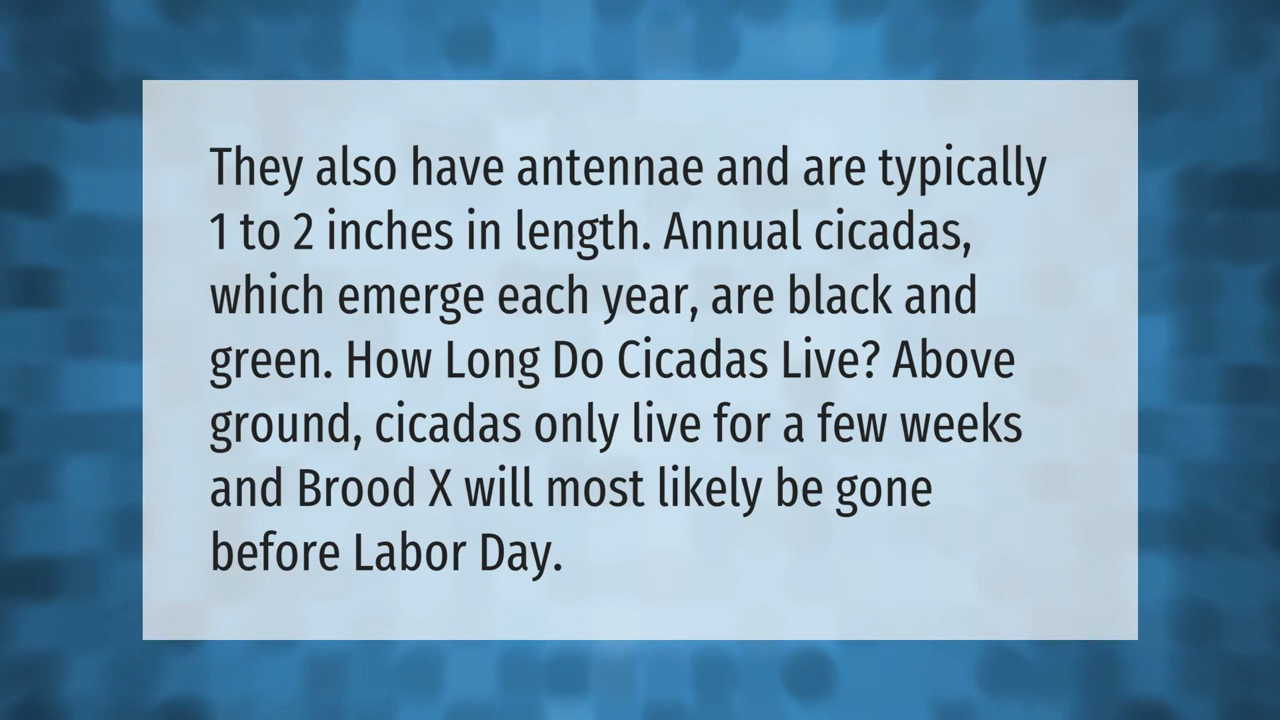 They also have antennae and are typically
1 to 2 inches in length. Annual cicadas,
which emerge each year, are black and
green. How Long Do Cicadas Live? Above
ground, cicadas only live for a few weeks
and Brood X will most likely be gone
before Labor Day.